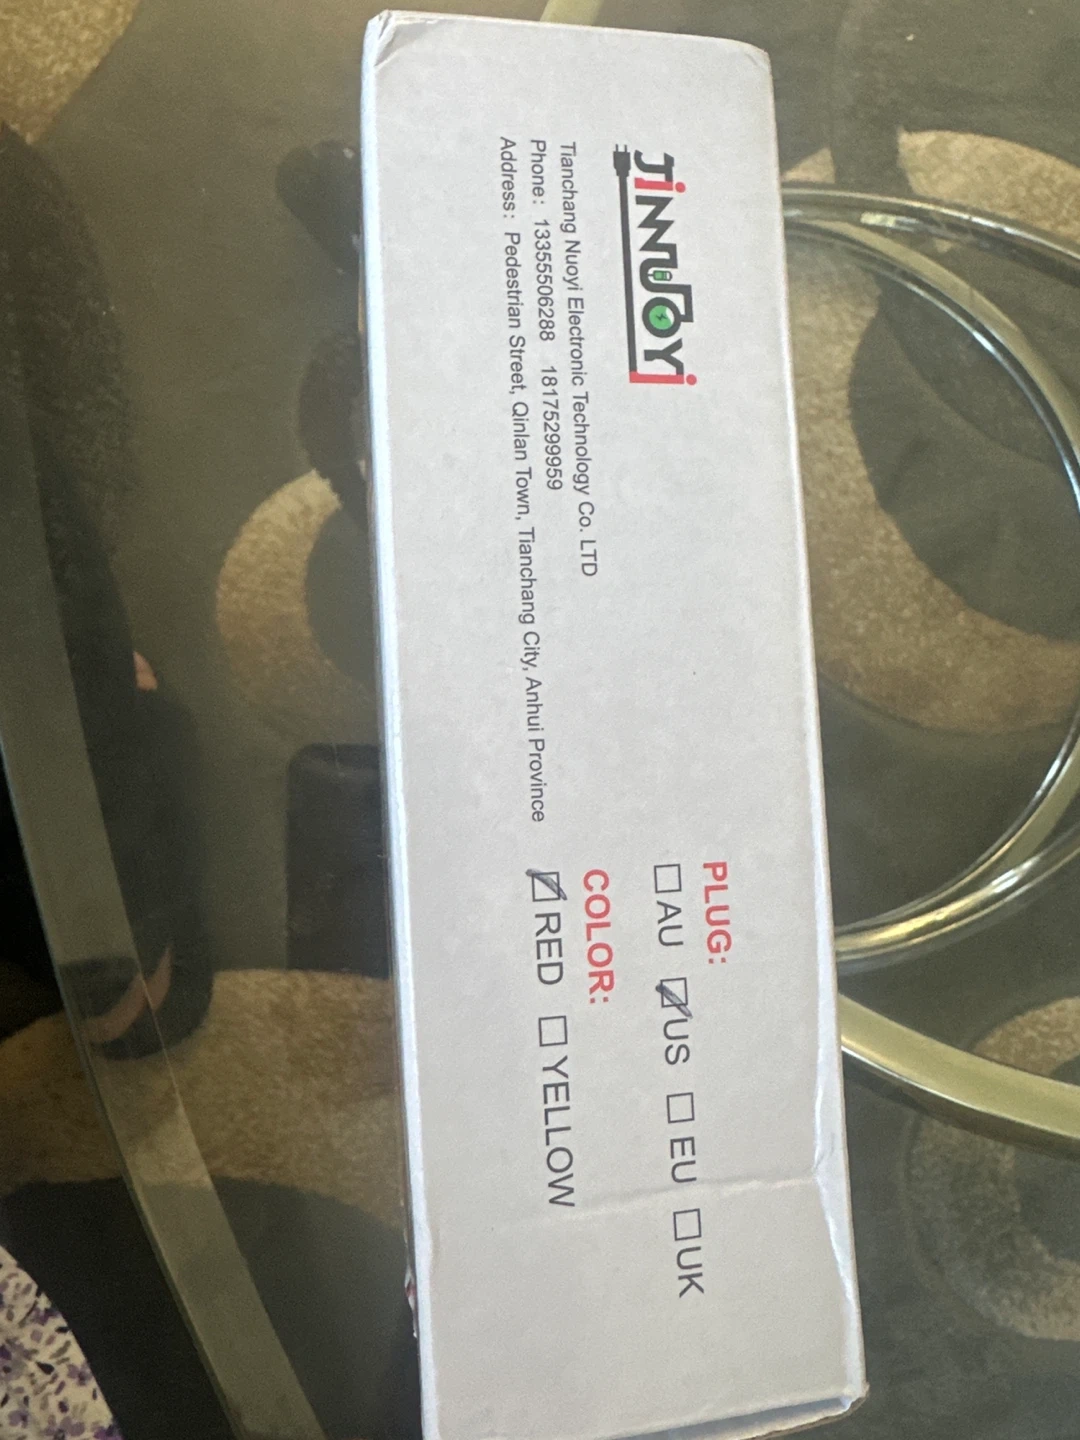 JiNNUOYi
Tianchang Nuoyi Electronic Technology Co. LTD
Phone: 13355506288 18175299959
Address: Pedestrian Street, Qinlan Town, Tianchang City, Anhui Province
PLUG:
☐ AU ☑ US ☐ EU ☐ UK
COLOR:
☑ RED ☐ YELLOW